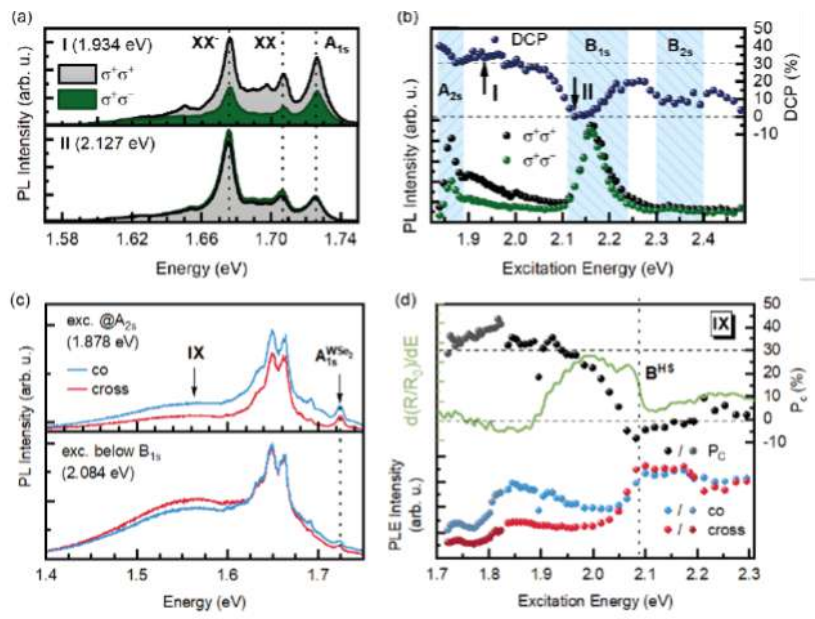 (a)
XX⁻ XX A1s
I (1.934 eV)
σ⁺σ⁺
σ⁺σ⁻
II (2.127 eV)
PL Intensity (arb. u.)
1.58 1.62 1.66 1.70 1.74
Energy (eV)
(b)
DCP B1s B2s
A2s I II
σ⁺σ⁺
σ⁺σ⁻
PL Intensity (arb. u.)
50
40
30
20
10
0
-10
DCP (%)
1.9 2.0 2.1 2.2 2.3 2.4
Excitation Energy (eV)
(c)
exc. @A2s
(1.878 eV)
co
cross
IX
A1s^WSe2
exc. below B1s
(2.084 eV)
PL Intensity (arb. u.)
1.4 1.5 1.6 1.7
Energy (eV)
(d)
IX
d(R/R0)/dE
B^HS
50
40
30
20
10
0
-10
Pc (%)
/ PC
/ co
/ cross
PLE Intensity
(arb. u.)
1.7 1.8 1.9 2.0 2.1 2.2 2.3
Excitation Energy (eV)